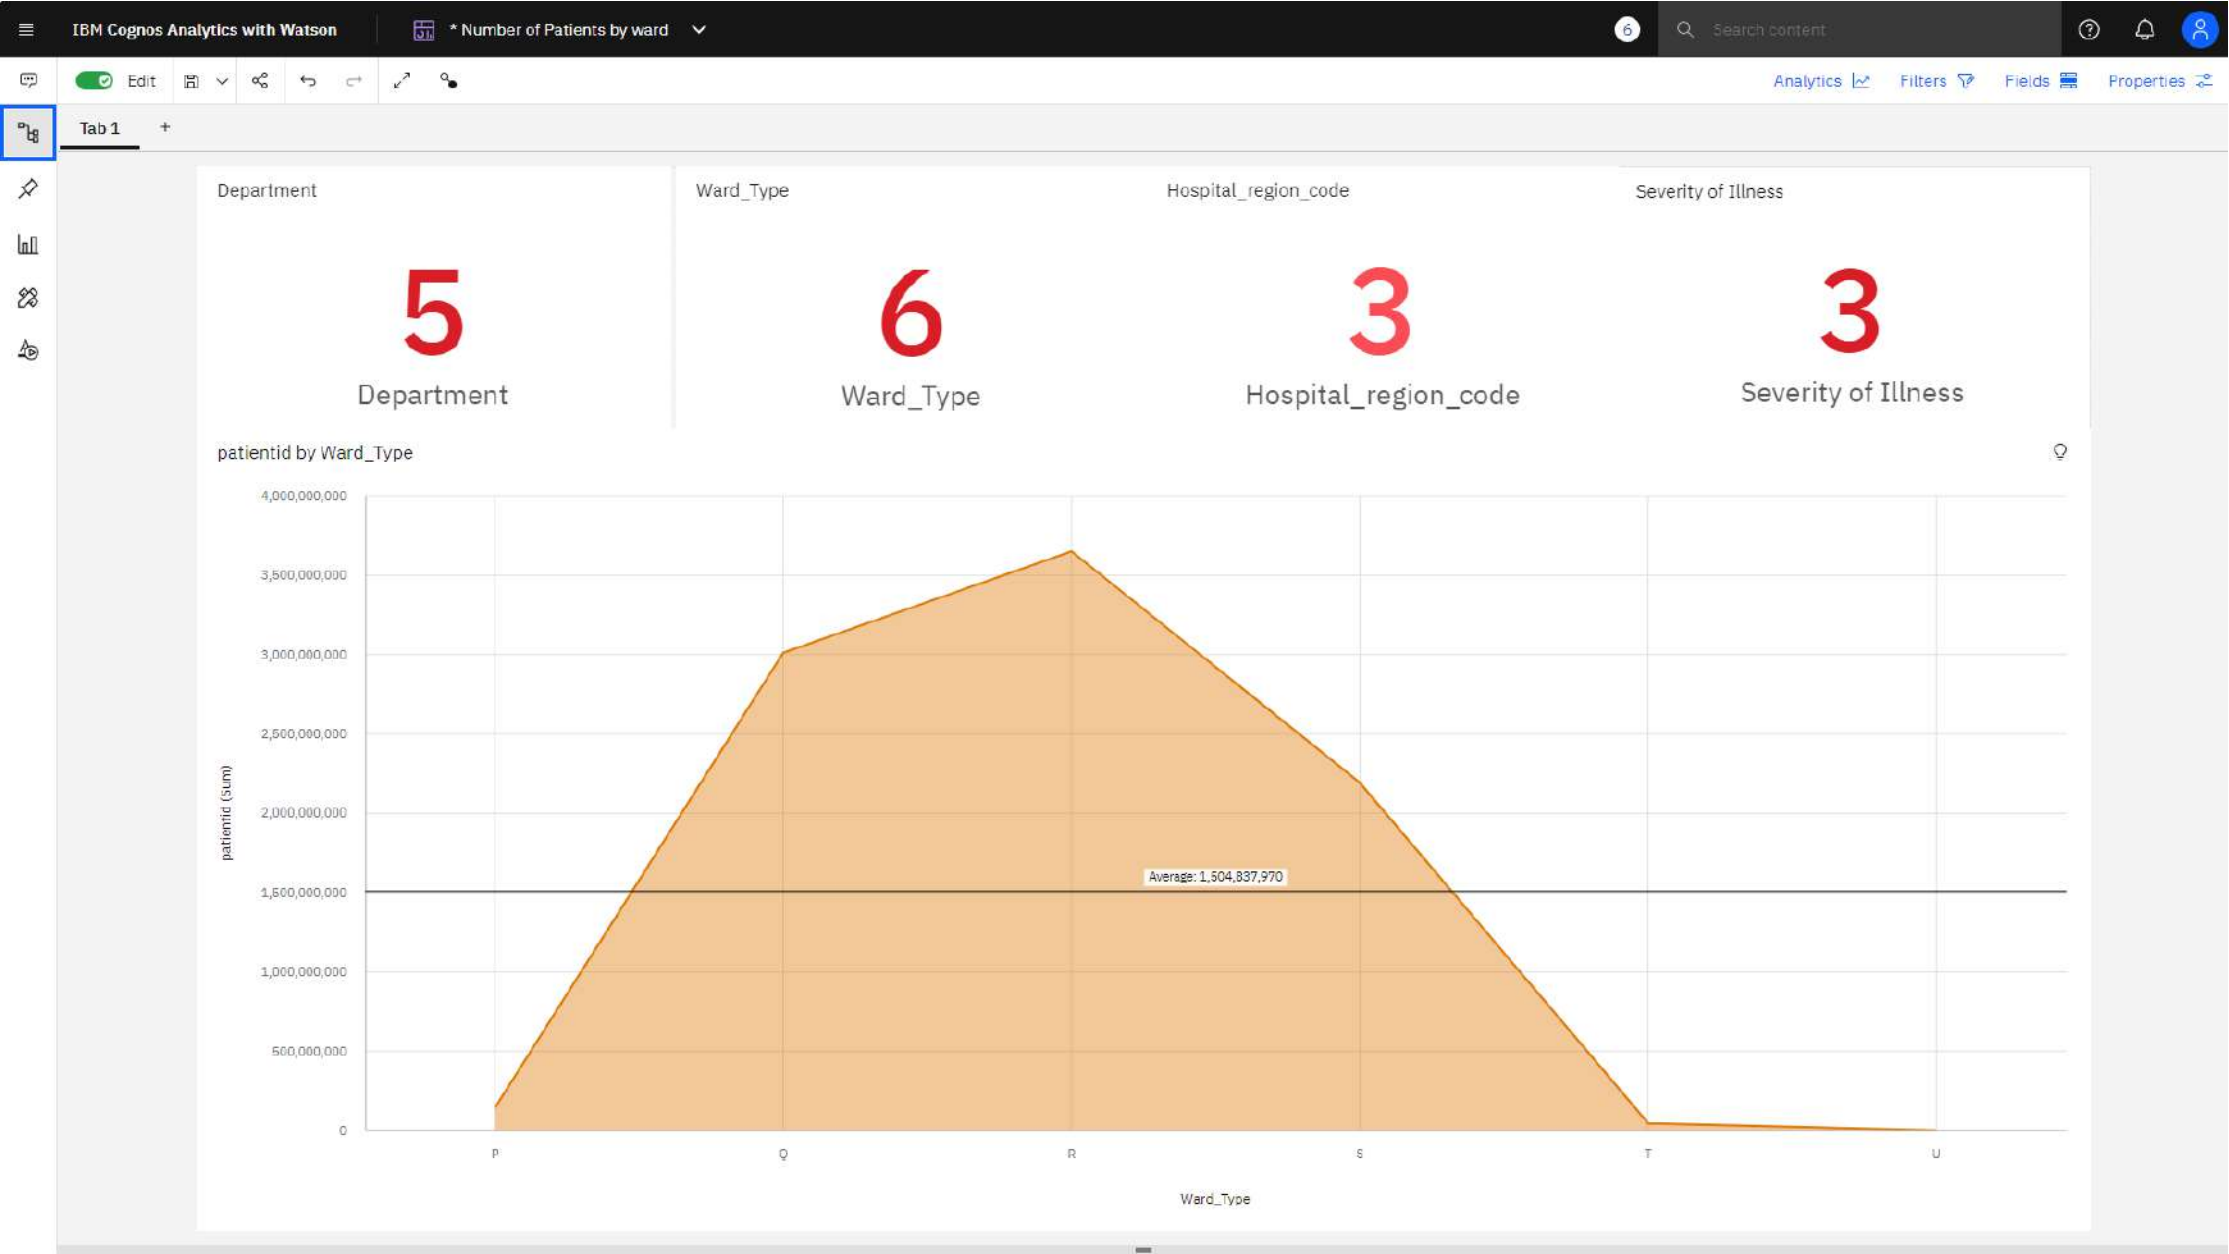 IBM Cognos Analytics with Watson
* Number of Patients by ward
6
Search content
Edit
Analytics
Filters
Fields
Properties
Tab 1
+
Department
Ward_Type
Hospital_region_code
Severity of Illness
5
6
3
3
Department
Ward_Type
Hospital_region_code
Severity of Illness
patientid by Ward_Type
4,000,000,000
3,500,000,000
3,000,000,000
2,500,000,000
2,000,000,000
1,500,000,000
1,000,000,000
500,000,000
0
patientid (Sum)
Average: 1,504,837,970
P
Q
R
S
T
U
Ward_Type